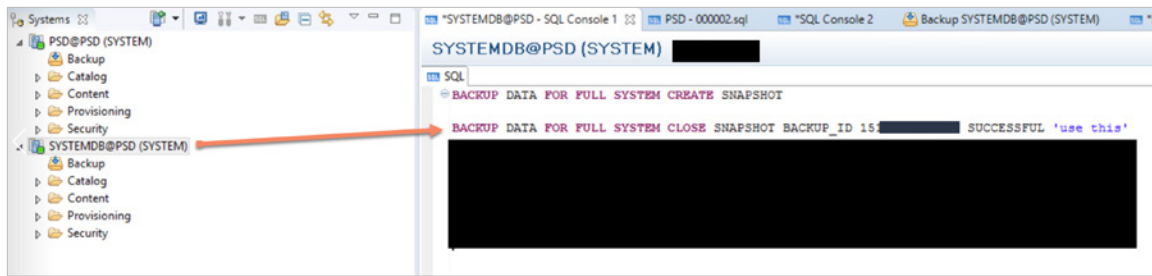 Systems
PSD@PSD (SYSTEM)
Backup
Catalog
Content
Provisioning
Security
SYSTEMDB@PSD (SYSTEM)
Backup
Catalog
Content
Provisioning
Security
*SYSTEMDB@PSD - SQL Console 1 PSD - 000002.sql *SQL Console 2 Backup SYSTEMDB@PSD (SYSTEM)
SYSTEMDB@PSD (SYSTEM)
SQL
BACKUP DATA FOR FULL SYSTEM CREATE SNAPSHOT
BACKUP DATA FOR FULL SYSTEM CLOSE SNAPSHOT BACKUP_ID 151 SUCCESSFUL 'use this'